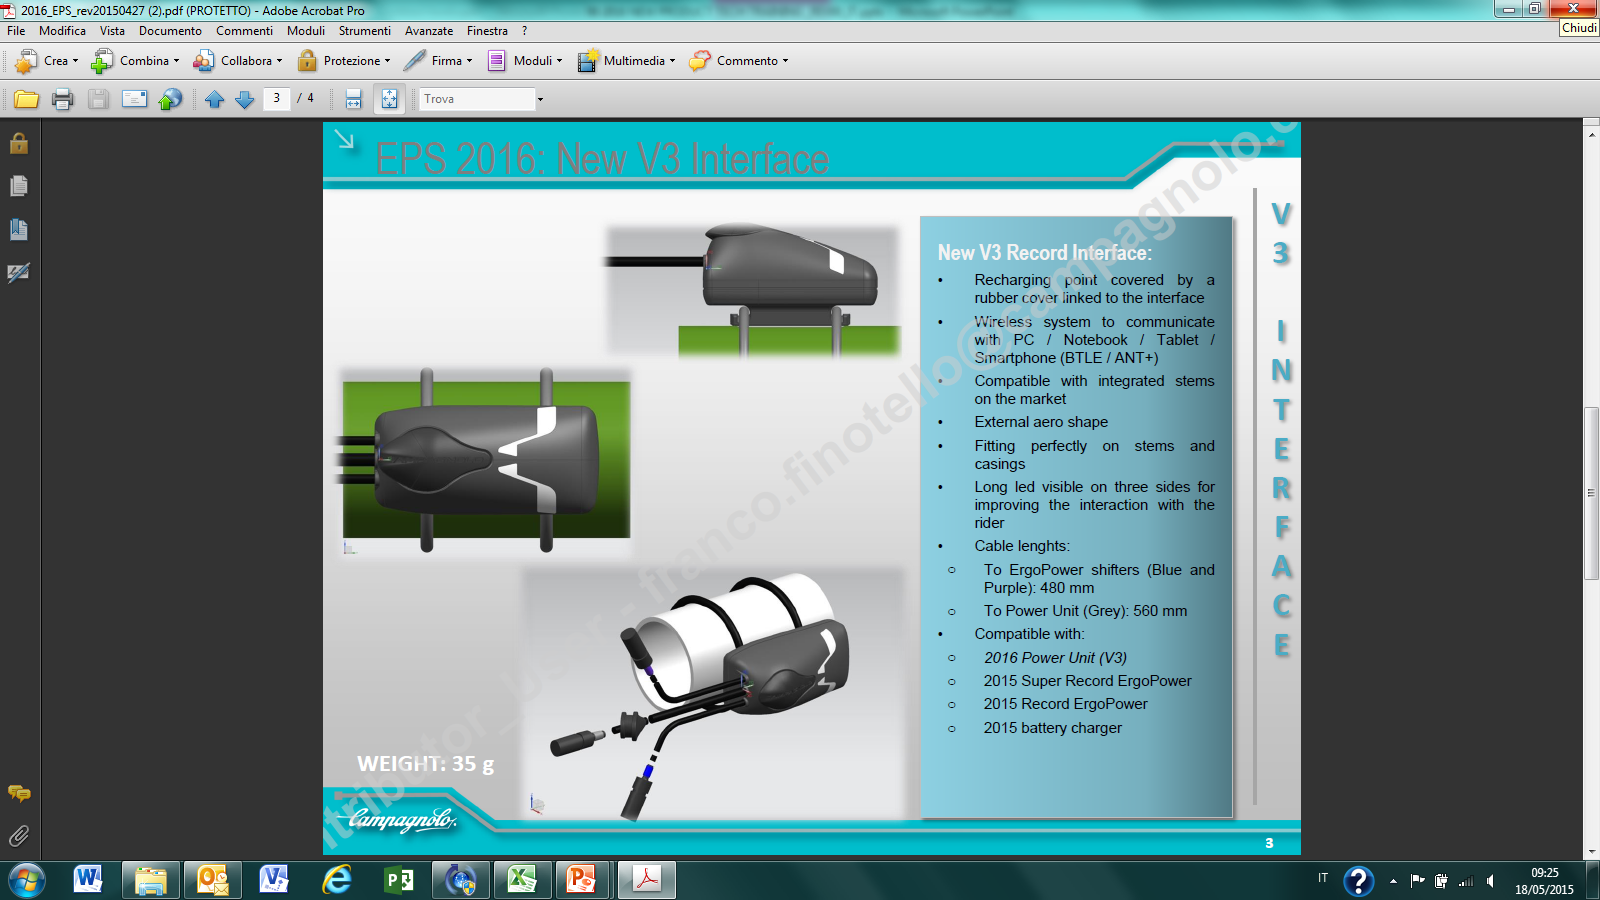 2016_EPS_rev20150427 (2).pdf (PROTETTO) - Adobe Acrobat Pro
Chiudi
File Modifica Vista Documento Commenti Moduli Strumenti Avanzate Finestra ?
Crea Combina Collabora Protezione Firma Moduli Multimedia Commento
3 / 4 Trova
EPS 2016: New V3 Interface
V3 INTERFACE
New V3 Record Interface:
• Recharging point covered by a
rubber cover linked to the interface
• Wireless system to communicate
with PC / Notebook / Tablet /
Smartphone (BTLE / ANT+)
• Compatible with integrated stems
on the market
• External aero shape
• Fitting perfectly on stems and
casings
• Long led visible on three sides for
improving the interaction with the
rider
• Cable lenghts:
o To ErgoPower shifters (Blue and
Purple): 480 mm
o To Power Unit (Grey): 560 mm
• Compatible with:
o 2016 Power Unit (V3)
o 2015 Super Record ErgoPower
o 2015 Record ErgoPower
o 2015 battery charger
WEIGHT: 35 g
Campagnolo
3
franco.finotello@campagnolo.c
IT
09:25
18/05/2015